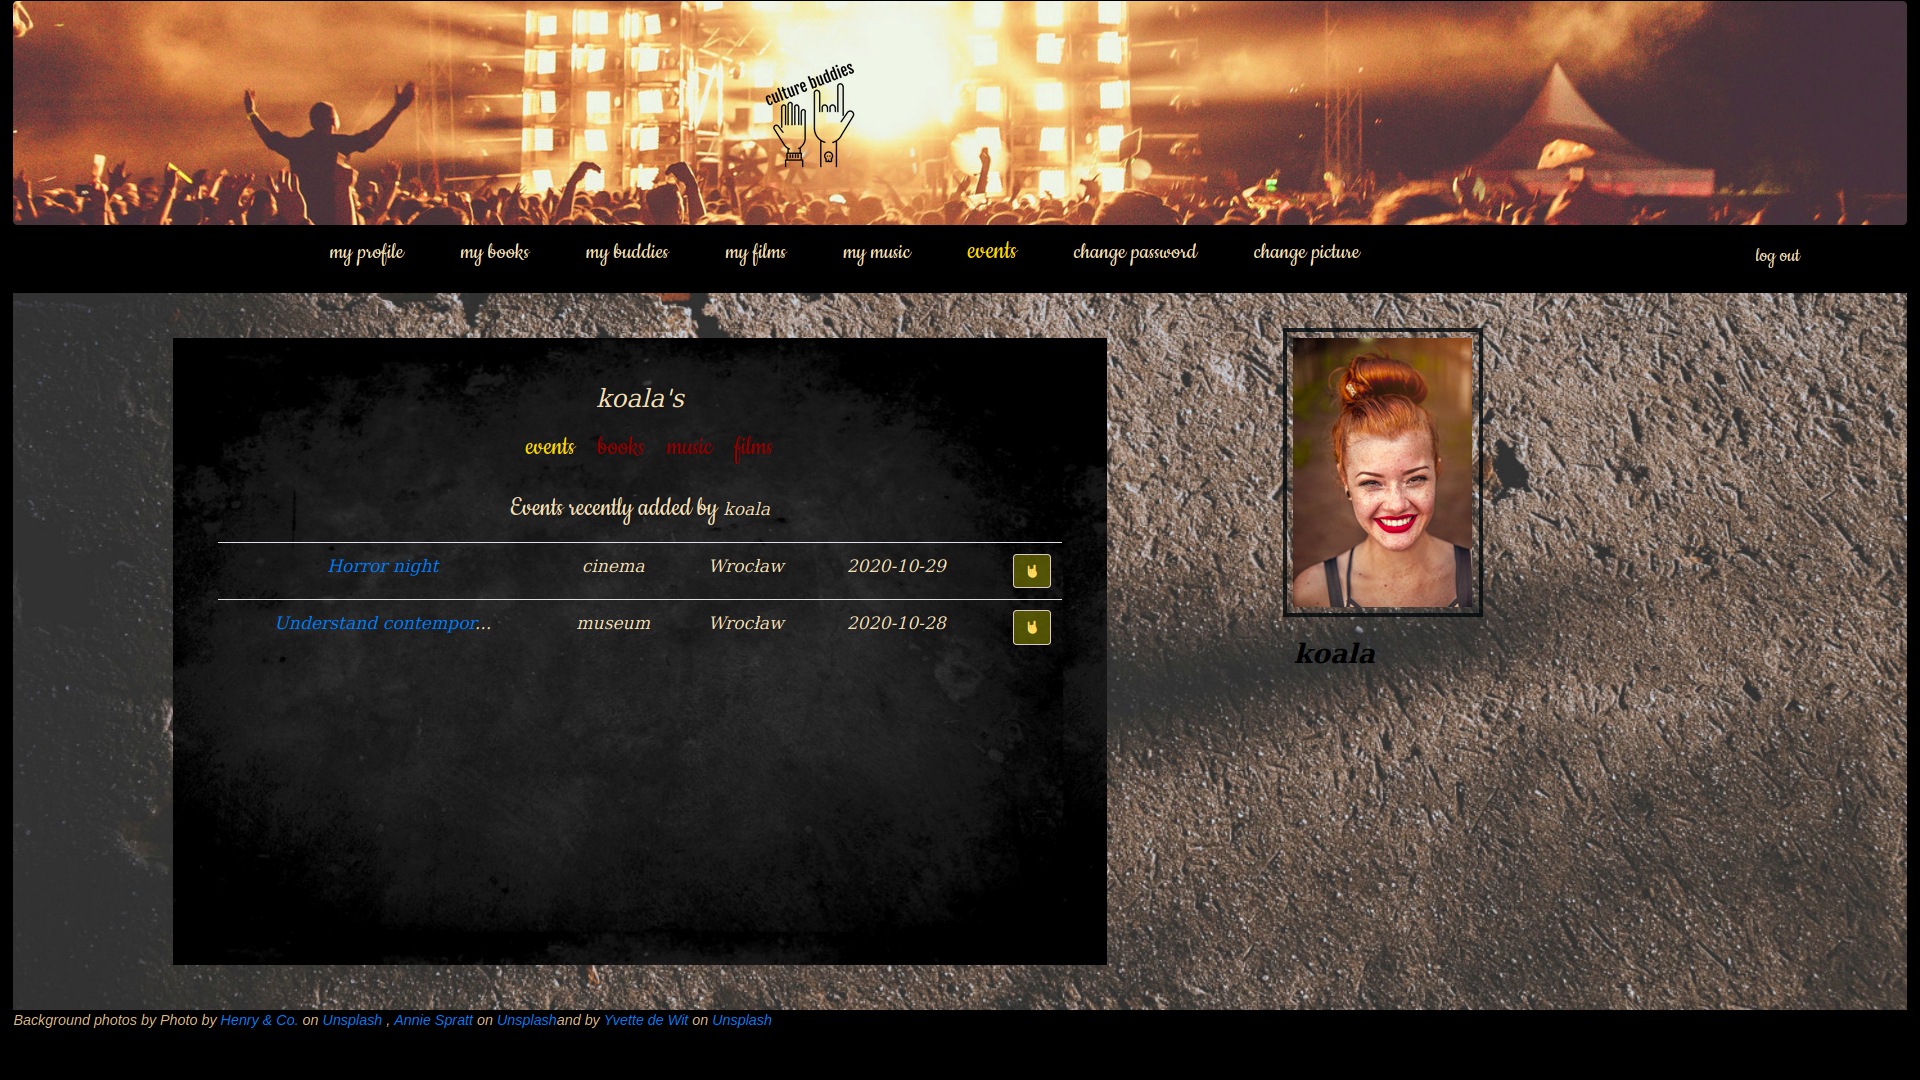 culture buddies
my profile my books my buddies my films my music events change password change picture log out
koala's
events books music films
Events recently added by koala
Horror night cinema Wrocław 2020-10-29
Understand contempor... museum Wrocław 2020-10-28
koala
Background photos by Photo by Henry & Co. on Unsplash , Annie Spratt on Unsplashand by Yvette de Wit on Unsplash